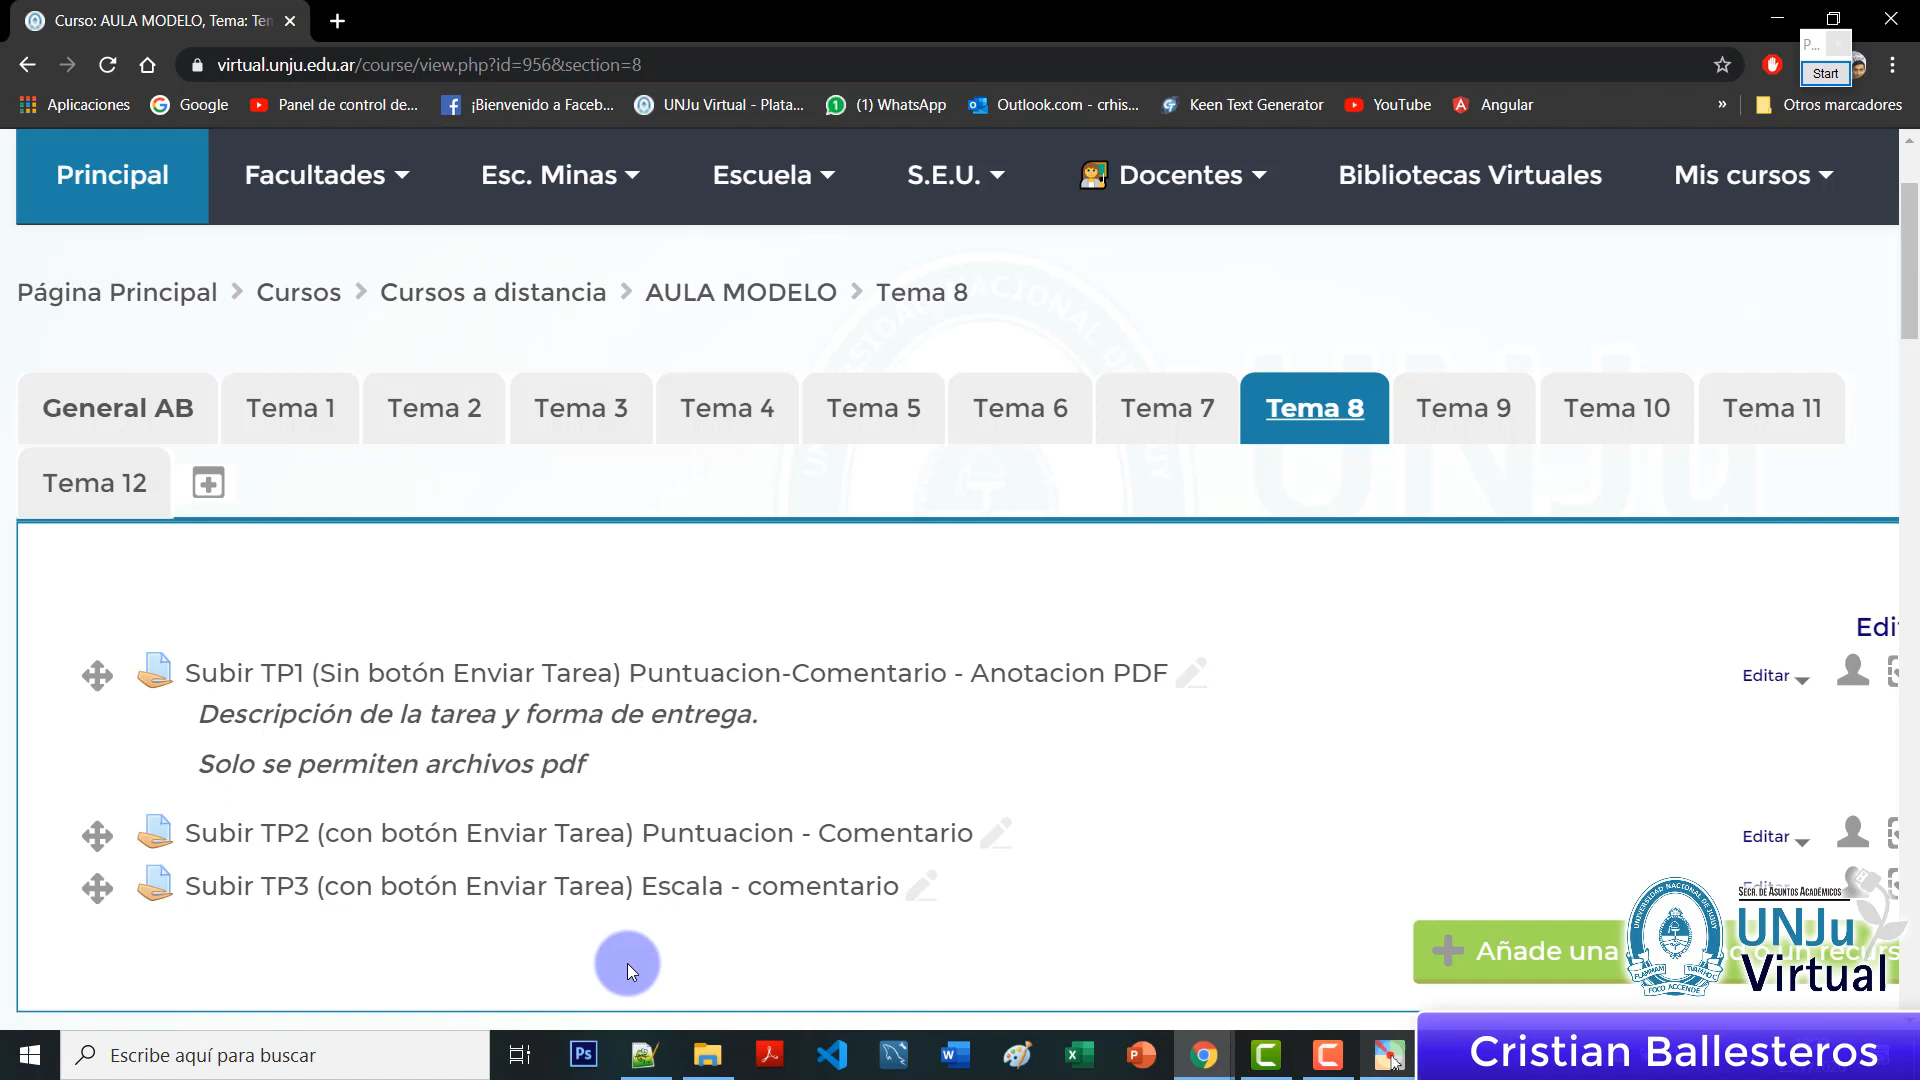 Curso: AULA MODELO, Tema: Ten
P...
Start
virtual.unju.edu.ar/course/view.php?id=956&section=8
Aplicaciones
Google
Panel de control de...
¡Bienvenido a Faceb...
UNJu Virtual - Plata...
(1) WhatsApp
Outlook.com - crhis...
Keen Text Generator
YouTube
Angular
»
Otros marcadores
Principal
Facultades
Esc. Minas
Escuela
S.E.U.
Docentes
Bibliotecas Virtuales
Mis cursos
Página Principal > Cursos > Cursos a distancia > AULA MODELO > Tema 8
General AB
Tema 1
Tema 2
Tema 3
Tema 4
Tema 5
Tema 6
Tema 7
Tema 8
Tema 9
Tema 10
Tema 11
Tema 12
Edi
Subir TP1 (Sin botón Enviar Tarea) Puntuacion-Comentario - Anotacion PDF
Editar
Descripción de la tarea y forma de entrega.
Solo se permiten archivos pdf
Subir TP2 (con botón Enviar Tarea) Puntuacion - Comentario
Editar
Subir TP3 (con botón Enviar Tarea) Escala - comentario
Añade una
recurs
Secr. de Asuntos Académicos
UNJu
Virtual
Escribe aquí para buscar
Cristian Ballesteros